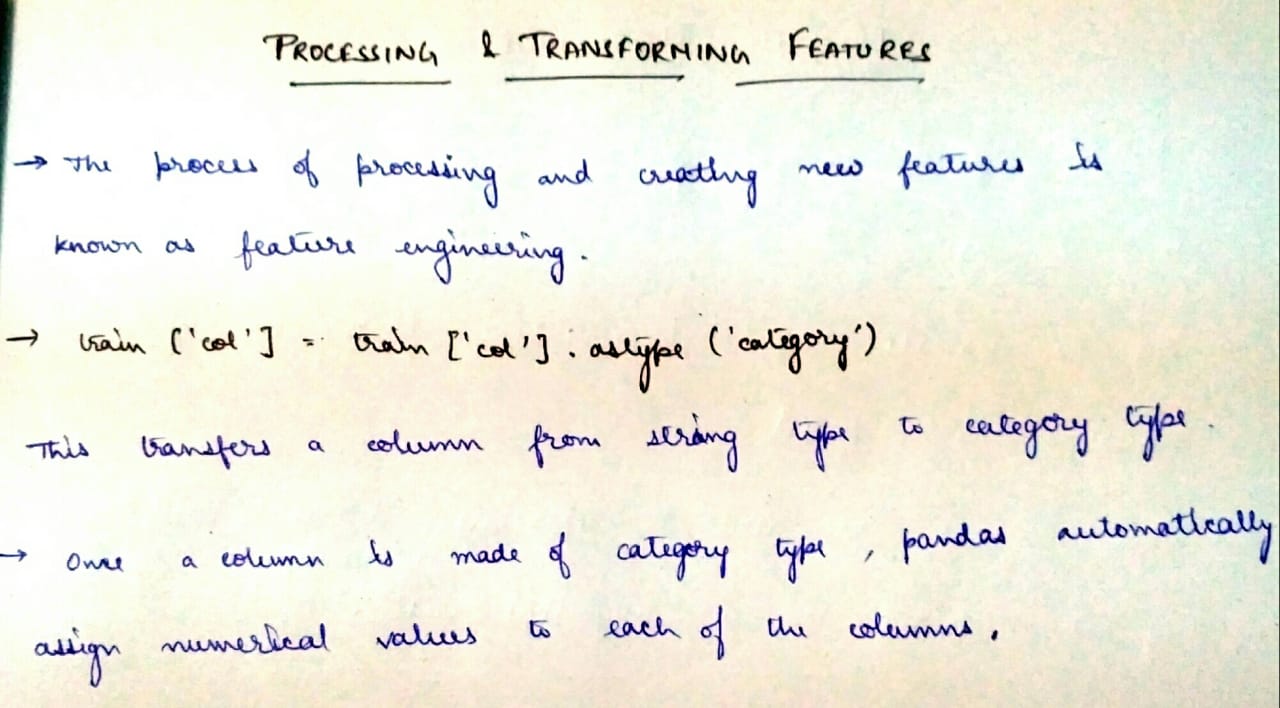 PROCESSING & TRANSFORMING FEATURES
→ The process of processing and creating new features is
known as feature engineering.
→ train ['col'] = train ['col'].astype ('category')
This transfers a column from string type to category type.
→ Once a column is made of category type, pandas automatically
assign numerical values to each of the columns.